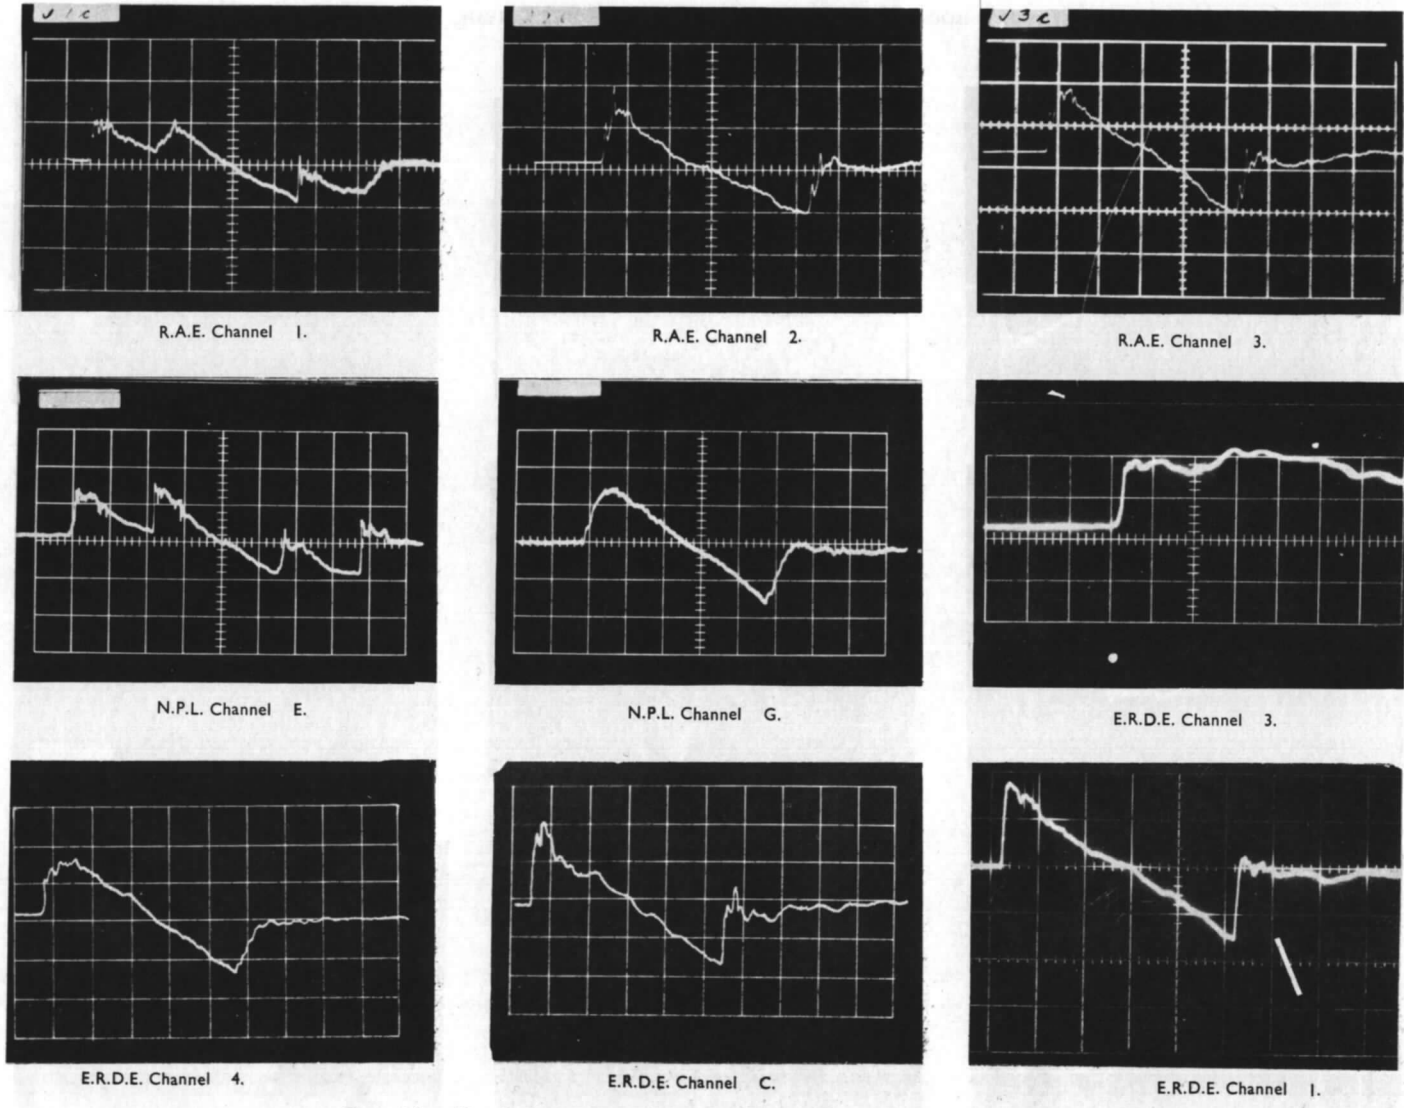 R.A.E. Channel 1.
R.A.E. Channel 2.
R.A.E. Channel 3.
N.P.L. Channel E.
N.P.L. Channel G.
E.R.D.E. Channel 3.
E.R.D.E. Channel 4.
E.R.D.E. Channel C.
E.R.D.E. Channel 1.